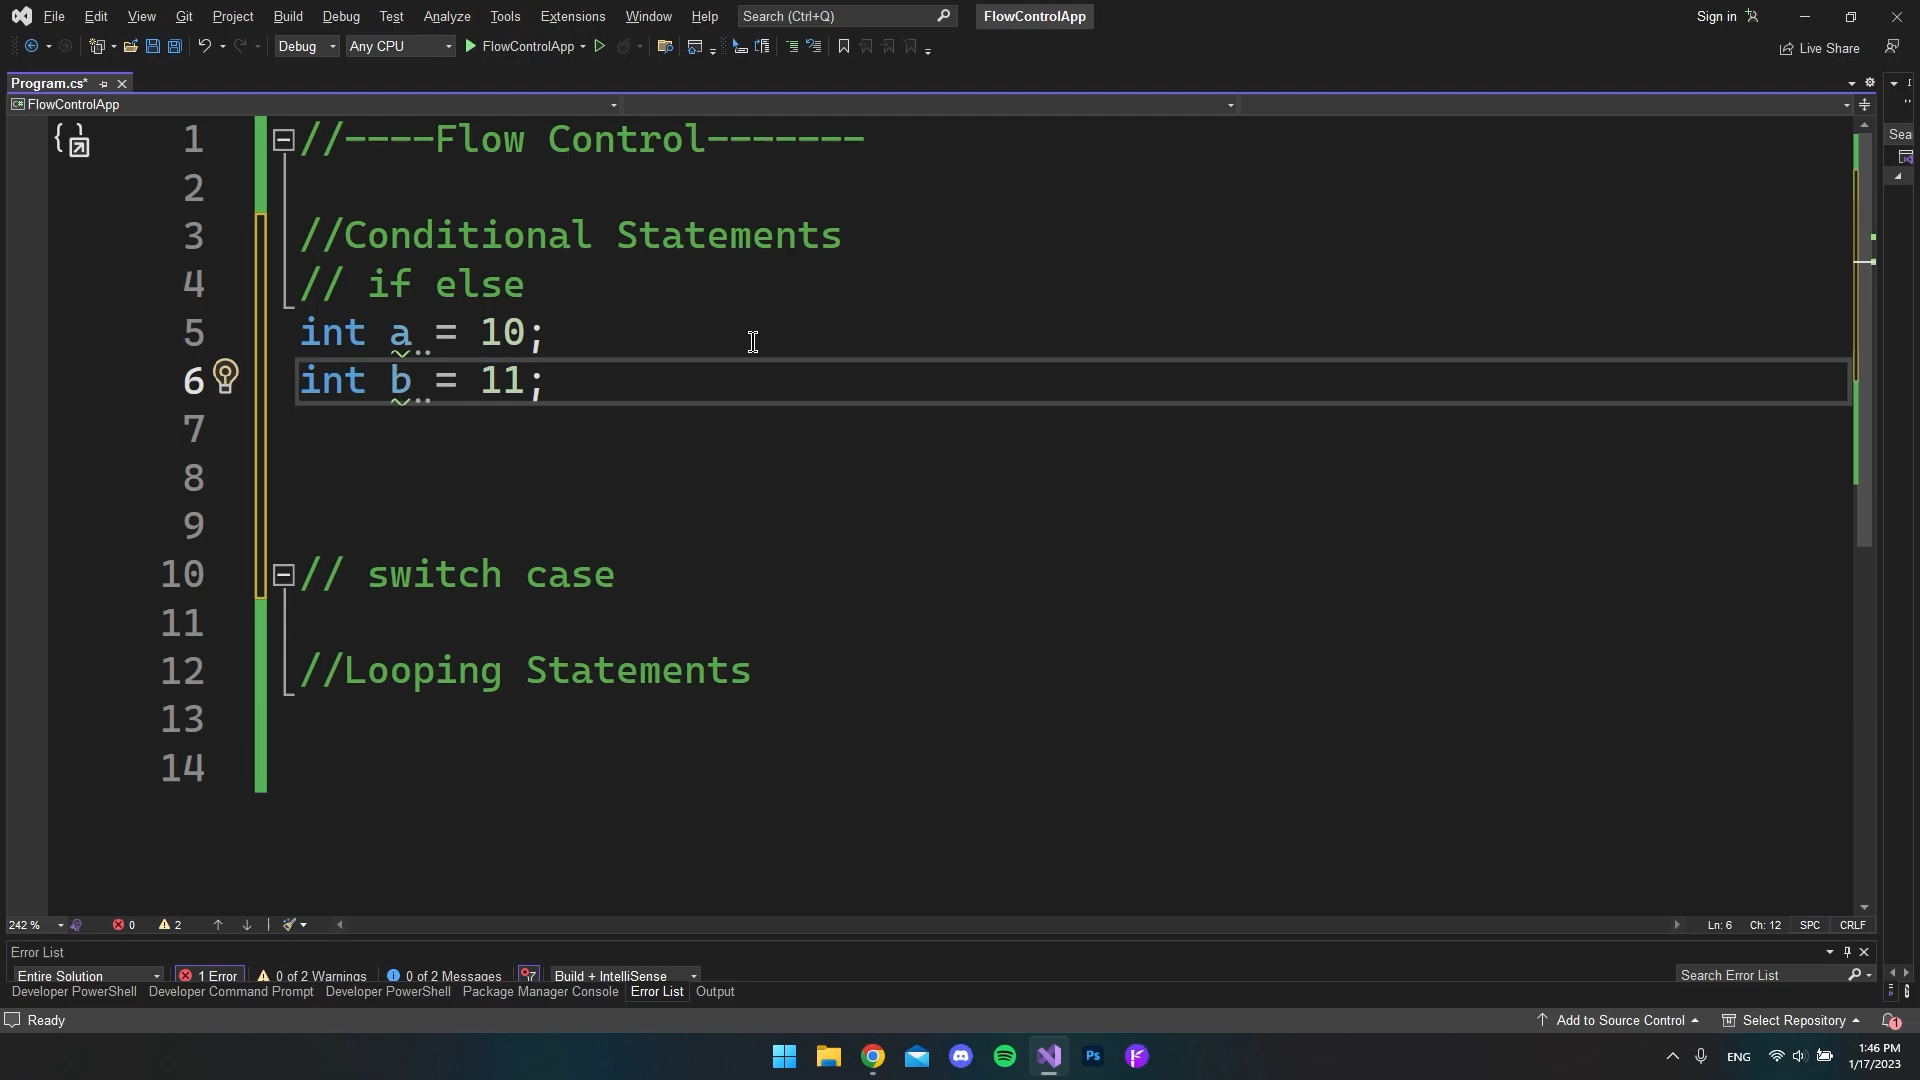 File Edit View Git Project Build Debug Test Analyze Tools Extensions Window Help Search (Ctrl+Q) FlowControlApp Sign in
Debug Any CPU FlowControlApp Live Share
Program.cs*
FlowControlApp
Sea
1 //----Flow Control-------
2
3 //Conditional Statements
4 // if else
5 int a = 10;
6 int b = 11;
7
8
9
10 // switch case
11
12 //Looping Statements
13
14
242 % 0 2 Ln: 6 Ch: 12 SPC CRLF
Error List
Entire Solution 1 Error 0 of 2 Warnings 0 of 2 Messages Build + IntelliSense Search Error List
Developer PowerShell Developer Command Prompt Developer PowerShell Package Manager Console Error List Output
Ready Add to Source Control Select Repository 1
Ps ENG 1:46 PM
1/17/2023